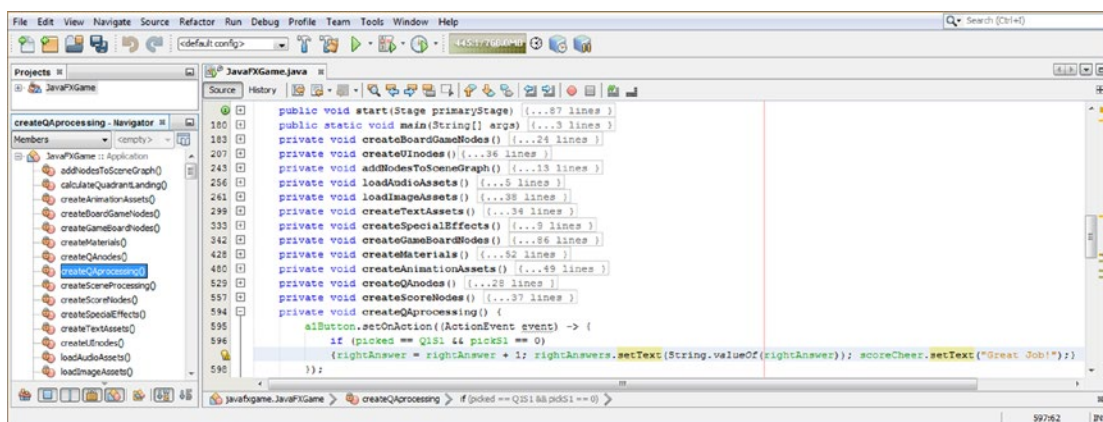 File Edit View Navigate Source Refactor Run Debug Profile Team Tools Window Help
Search (Ctrl+I)
<default config>
Projects
JavaFXGame
JavaFXGame.java
Source History
createQAprocessing - Navigator
Members <empty>
JavaFXGame :: Application
addNodesToSceneGraph()
calculateQuadrantLanding()
createAnimationAssets()
createBoardGameNodes()
createGameBoardNodes()
createMaterials()
createQAnodes()
createQAprocessing()
createSceneProcessing()
createScoreNodes()
createSpecialEffects()
createTextAssets()
createUInodes()
loadAudioAssets()
loadImageAssets()
public void start(Stage primaryStage) {...87 lines }
180 public static void main(String[] args) {...3 lines }
183 private void createBoardGameNodes() {...24 lines }
207 private void createUInodes() {...36 lines }
243 private void addNodesToSceneGraph() {...13 lines }
256 private void loadAudioAssets() {...5 lines }
261 private void loadImageAssets() {...38 lines }
299 private void createTextAssets() {...34 lines }
333 private void createSpecialEffects() {...9 lines }
342 private void createGameBoardNodes() {...86 lines }
428 private void createMaterials() {...52 lines }
480 private void createAnimationAssets() {...49 lines }
529 private void createQAnodes() {...28 lines }
557 private void createScoreNodes() {...37 lines }
594 private void createQAprocessing() {
595 a1Button.setOnAction((ActionEvent event) -> {
596 if (picked == Q1S1 && pickS1 == 0)
{rightAnswer = rightAnswer + 1; rightAnswers.setText(String.valueOf(rightAnswer)); scoreCheer.setText("Great Job!");}
598 });
javafxgame.JavaFXGame createQAprocessing if (picked == Q1S1 && pickS1 == 0)
597:62